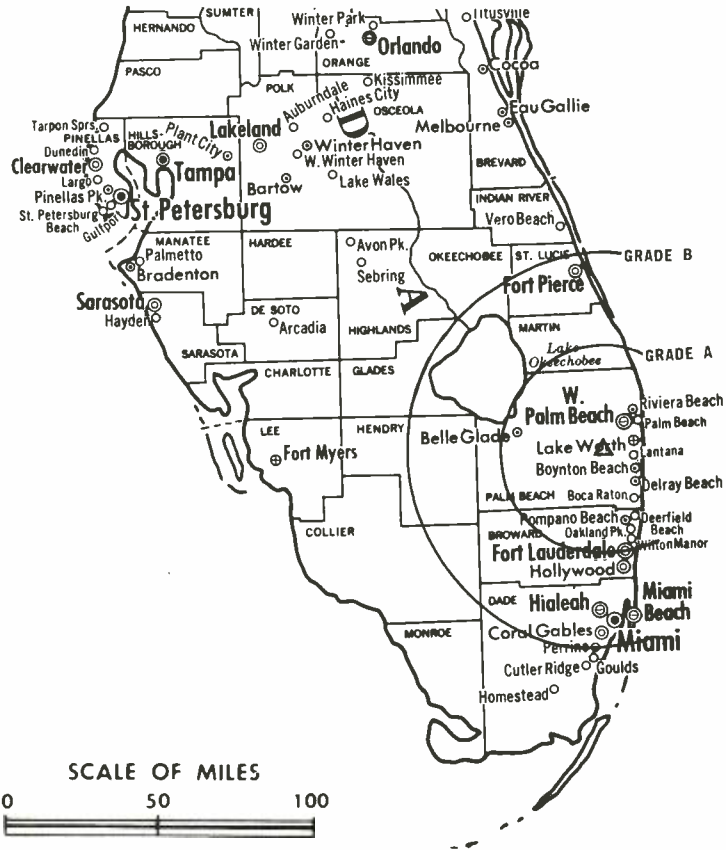 SUMTER
Winter Park
Titusville
HERNANDO
Winter Garden
Orlando
ORANGE
Cocoa
PASCO
Kissimmee
POLK
Auburndale
Haines City
OSCEOLA
Eau Gallie
Melbourne
Tarpon Sprs.
PINELLAS
HILLS-
BOROUGH
Plant City
Lakeland
D
Dunedin
Winter Haven
Clearwater
Tampa
W. Winter Haven
BREVARD
Largo
Bartow
Lake Wales
Pinellas Pk.
St. Petersburg
INDIAN RIVER
St. Petersburg
Beach
Gulfport
Vero Beach
MANATEE
HARDEE
Avon Pk.
Palmetto
OKEECHOBEE
ST. LUCIE
GRADE B
Bradenton
Sebring
Fort Pierce
Sarasota
A
Hayden
DE SOTO
Arcadia
HIGHLANDS
MARTIN
SARASOTA
Lake
Okeechobee
GRADE A
CHARLOTTE
GLADES
W.
Palm Beach
Riviera Beach
Palm Beach
LEE
HENDRY
Belle Glade
Fort Myers
Lake Worth
Lantana
Boynton Beach
Delray Beach
PALM BEACH
Boca Raton
COLLIER
Pompano Beach
Deerfield
Beach
BROWARD
Oakland Pk.
Wilton Manor
Fort Lauderdale
Hollywood
DADE
Hialeah
Miami
Beach
MONROE
Coral Gables
Miami
Perrine
Cutler Ridge
Goulds
Homestead
SCALE OF MILES
0 50 100